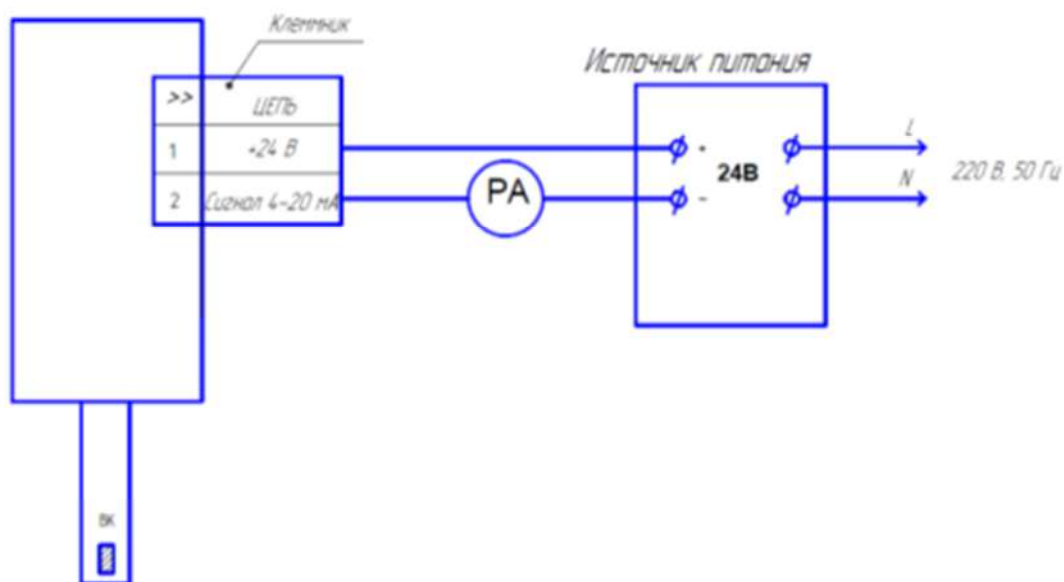 Клеммник
Источник питания
>> ЦЕПЬ
1 +24 В
2 Сигнал 4-20 мА
PA
+
24В
-
L
N
220 В, 50 Гц
ВК